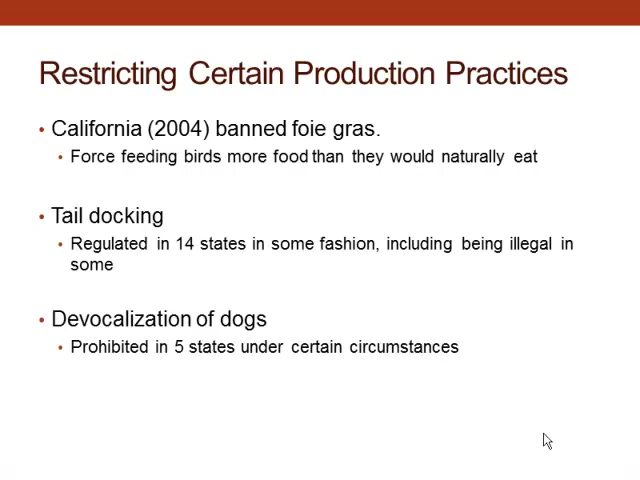 Restricting Certain Production Practices
• California (2004) banned foie gras.
• Force feeding birds more food than they would naturally eat
• Tail docking
• Regulated in 14 states in some fashion, including being illegal in
some
• Devocalization of dogs
• Prohibited in 5 states under certain circumstances